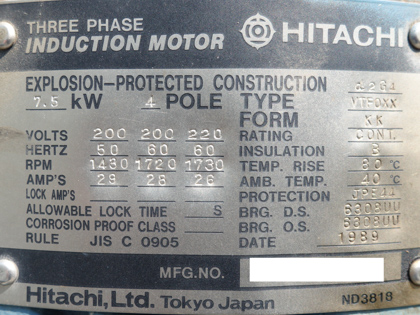 THREE PHASE
INDUCTION MOTOR HITACHI
EXPLOSION-PROTECTED CONSTRUCTION
7.5 kW 4 POLE TYPE
FORM KK
VOLTS 200 200 220 RATING CONT.
HERTZ 50 60 60 INSULATION B
RPM 1430 1720 1730 TEMP. RISE 80 °C
AMP'S 29 28 26 AMB. TEMP. 40 °C
LOCK AMP'S PROTECTION
ALLOWABLE LOCK TIME S BRG. D.S. 6308UU
CORROSION PROOF CLASS BRG. O.S. 6308UU
RULE JIS C 0905 DATE 1989
MFG.NO.
Hitachi, Ltd. Tokyo Japan ND3818